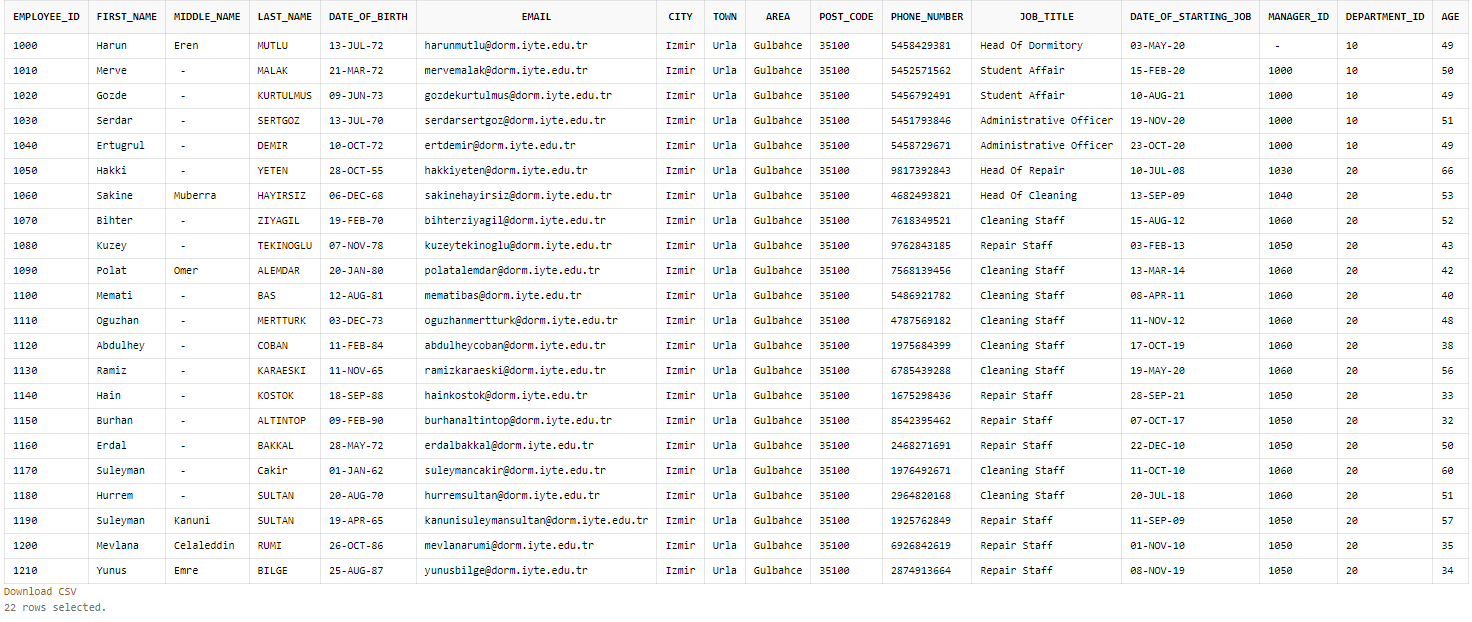 EMPLOYEE_ID FIRST_NAME MIDDLE_NAME LAST_NAME DATE_OF_BIRTH EMAIL CITY TOWN AREA POST_CODE PHONE_NUMBER JOB_TITLE DATE_OF_STARTING_JOB MANAGER_ID DEPARTMENT_ID AGE
1000 Harun Eren MUTLU 13-JUL-72 harunmutlu@dorm.iyte.edu.tr Izmir Urla Gulbahce 35100 5458429381 Head Of Dormitory 03-MAY-20 - 10 49
1010 Merve - MALAK 21-MAR-72 mervemalak@dorm.iyte.edu.tr Izmir Urla Gulbahce 35100 5452571562 Student Affair 15-FEB-20 1000 10 50
1020 Gozde - KURTULMUS 09-JUN-73 gozdekurtulmus@dorm.iyte.edu.tr Izmir Urla Gulbahce 35100 5456792491 Student Affair 10-AUG-21 1000 10 49
1030 Serdar - SERTGOZ 13-JUL-70 serdarsertgoz@dorm.iyte.edu.tr Izmir Urla Gulbahce 35100 5451793846 Administrative Officer 19-NOV-20 1000 10 51
1040 Ertugrul - DEMIR 10-OCT-72 ertdemir@dorm.iyte.edu.tr Izmir Urla Gulbahce 35100 5458729671 Administrative Officer 23-OCT-20 1000 10 49
1050 Hakki - YETEN 28-OCT-55 hakkiyeten@dorm.iyte.edu.tr Izmir Urla Gulbahce 35100 9817392843 Head Of Repair 10-JUL-08 1030 20 66
1060 Sakine Muberra HAYIRSIZ 06-DEC-68 sakinehayirsiz@dorm.iyte.edu.tr Izmir Urla Gulbahce 35100 4682493821 Head Of Cleaning 13-SEP-09 1040 20 53
1070 Bihter - ZIYAGIL 19-FEB-70 bihterziyagil@dorm.iyte.edu.tr Izmir Urla Gulbahce 35100 7618349521 Cleaning Staff 15-AUG-12 1060 20 52
1080 Kuzey - TEKINOGLU 07-NOV-78 kuzeytekinoglu@dorm.iyte.edu.tr Izmir Urla Gulbahce 35100 9762843185 Repair Staff 03-FEB-13 1050 20 43
1090 Polat Omer ALEMDAR 20-JAN-80 polatalemdar@dorm.iyte.edu.tr Izmir Urla Gulbahce 35100 7568139456 Cleaning Staff 13-MAR-14 1060 20 42
1100 Memati - BAS 12-AUG-81 mematibas@dorm.iyte.edu.tr Izmir Urla Gulbahce 35100 5486921782 Cleaning Staff 08-APR-11 1060 20 40
1110 Oguzhan - MERTTURK 03-DEC-73 oguzhanmertturk@dorm.iyte.edu.tr Izmir Urla Gulbahce 35100 4787569182 Cleaning Staff 11-NOV-12 1060 20 48
1120 Abdulhey - COBAN 11-FEB-84 abdulheycoban@dorm.iyte.edu.tr Izmir Urla Gulbahce 35100 1975684399 Cleaning Staff 17-OCT-19 1060 20 38
1130 Ramiz - KARAESKI 11-NOV-65 ramizkaraeski@dorm.iyte.edu.tr Izmir Urla Gulbahce 35100 6785439288 Cleaning Staff 19-MAY-20 1060 20 56
1140 Hain - KOSTOK 18-SEP-88 hainkostok@dorm.iyte.edu.tr Izmir Urla Gulbahce 35100 1675298436 Repair Staff 28-SEP-21 1050 20 33
1150 Burhan - ALTINTOP 09-FEB-90 burhanaltintop@dorm.iyte.edu.tr Izmir Urla Gulbahce 35100 8542395462 Repair Staff 07-OCT-17 1050 20 32
1160 Erdal - BAKKAL 28-MAY-72 erdalbakkal@dorm.iyte.edu.tr Izmir Urla Gulbahce 35100 2468271691 Repair Staff 22-DEC-10 1050 20 50
1170 Suleyman - Cakir 01-JAN-62 suleymancakir@dorm.iyte.edu.tr Izmir Urla Gulbahce 35100 1976492671 Cleaning Staff 11-OCT-10 1060 20 60
1180 Hurrem - SULTAN 20-AUG-70 hurremsultan@dorm.iyte.edu.tr Izmir Urla Gulbahce 35100 2964820168 Cleaning Staff 20-JUL-18 1060 20 51
1190 Suleyman Kanuni SULTAN 19-APR-65 kanunisuleymansultan@dorm.iyte.edu.tr Izmir Urla Gulbahce 35100 1925762849 Repair Staff 11-SEP-09 1050 20 57
1200 Mevlana Celaleddin RUMI 26-OCT-86 mevlanarumi@dorm.iyte.edu.tr Izmir Urla Gulbahce 35100 6926842619 Repair Staff 01-NOV-10 1050 20 35
1210 Yunus Emre BILGE 25-AUG-87 yunusbilge@dorm.iyte.edu.tr Izmir Urla Gulbahce 35100 2874913664 Repair Staff 08-NOV-19 1050 20 34
Download CSV
22 rows selected.